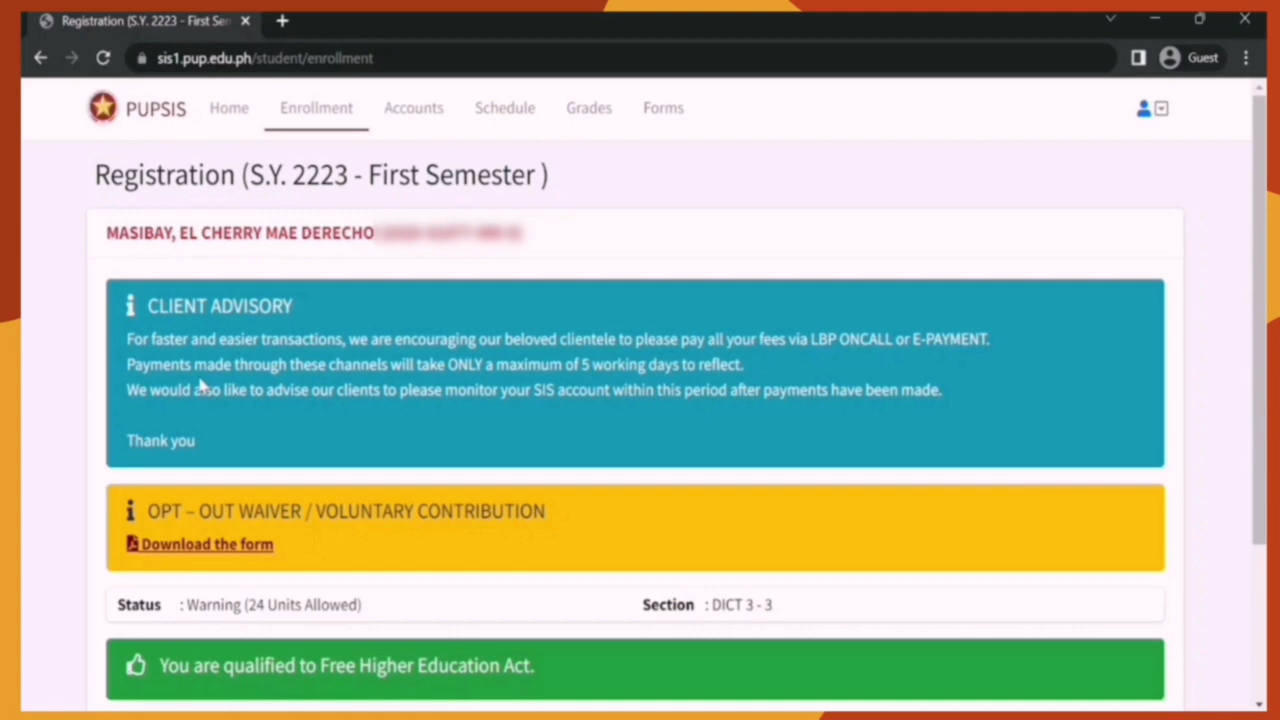 Registration (S.Y. 2223 - First Sem
sis1.pup.edu.ph/student/enrollment
Guest
PUPSIS Home Enrollment Accounts Schedule Grades Forms
Registration (S.Y. 2223 - First Semester )
MASIBAY, EL CHERRY MAE DERECHO
CLIENT ADVISORY
For faster and easier transactions, we are encouraging our beloved clientele to please pay all your fees via LBP ONCALL or E-PAYMENT.
Payments made through these channels will take ONLY a maximum of 5 working days to reflect.
We would also like to advise our clients to please monitor your SIS account within this period after payments have been made.
Thank you
OPT – OUT WAIVER / VOLUNTARY CONTRIBUTION
Download the form
Status : Warning (24 Units Allowed) Section : DICT 3 - 3
You are qualified to Free Higher Education Act.